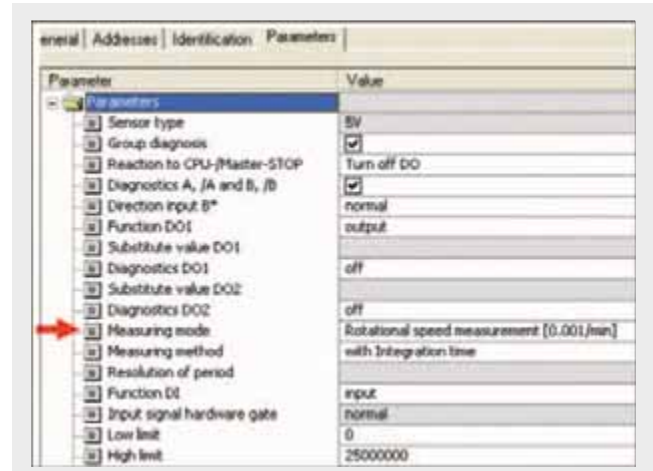 eneral Addresses Identification Parameters
Parameter Value
Parameters
Sensor type 5V
Group diagnosis
Reaction to CPU-/Master-STOP Turn off DO
Diagnostics A, /A and B, /B
Direction input B* normal
Function DO1 output
Substitute value DO1
Diagnostics DO1 off
Substitute value DO2
Diagnostics DO2 off
Measuring mode Rotational speed measurement [0.001/min]
Measuring method with Integration time
Resolution of period
Function DI input
Input signal hardware gate normal
Low limit 0
High limit 25000000